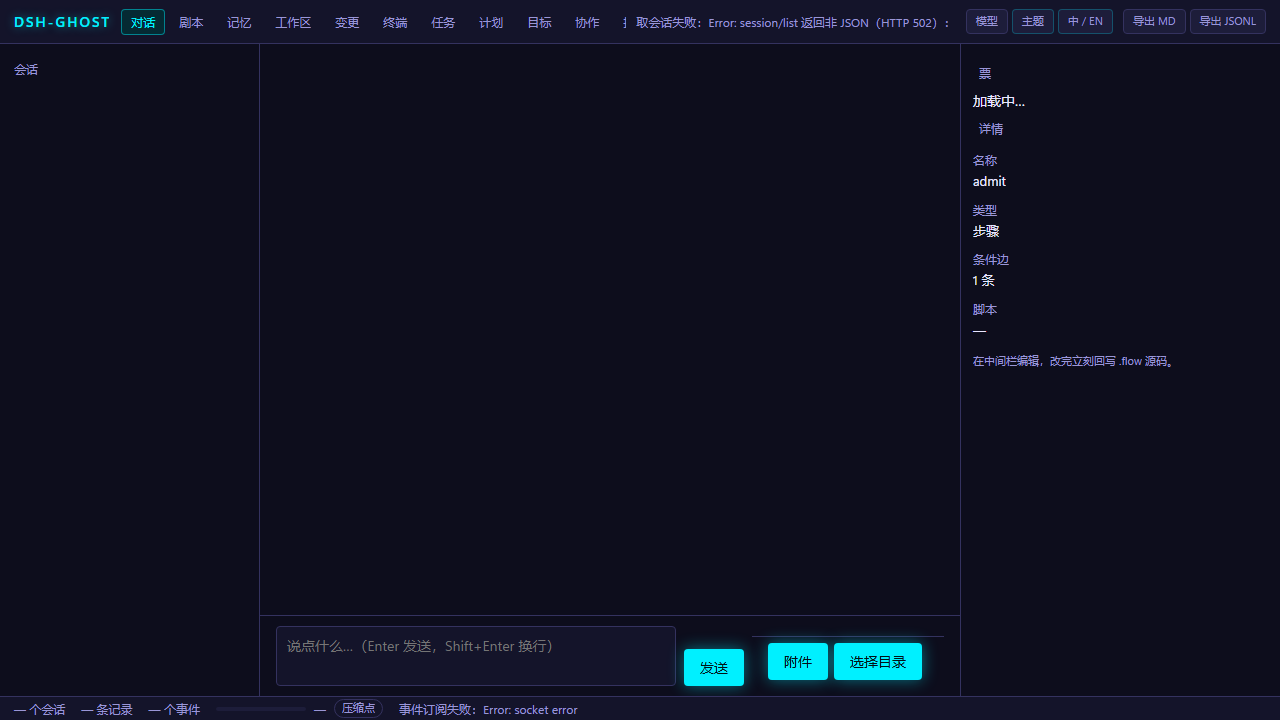 DSH-GHOST 对话 剧本 记忆 工作区 变更 终端 任务 计划 目标 协作 取会话失败：Error: session/list 返回非 JSON（HTTP 502）： 模型 主题 中 / EN 导出 MD 导出 JSONL
会话
票
加载中...
详情
名称
admit
类型
步骤
条件边
1 条
脚本
—
在中间栏编辑，改完立刻回写 .flow 源码。
说点什么...（Enter 发送，Shift+Enter 换行）
发送
附件
选择目录
— 个会话 — 条记录 — 个事件 — 压缩点 事件订阅失败：Error: socket error